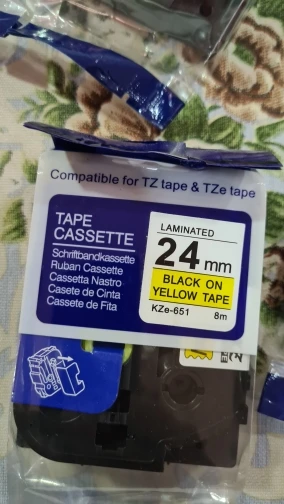 Compatible for TZ tape & TZe tape
TAPE
CASSETTE
Schriftbandkassette
Ruban Cassette
Cassetta Nastro
Casete de Cinta
Cassete de Fita
LAMINATED
24 mm
BLACK ON
YELLOW TAPE
KZe-651
8m